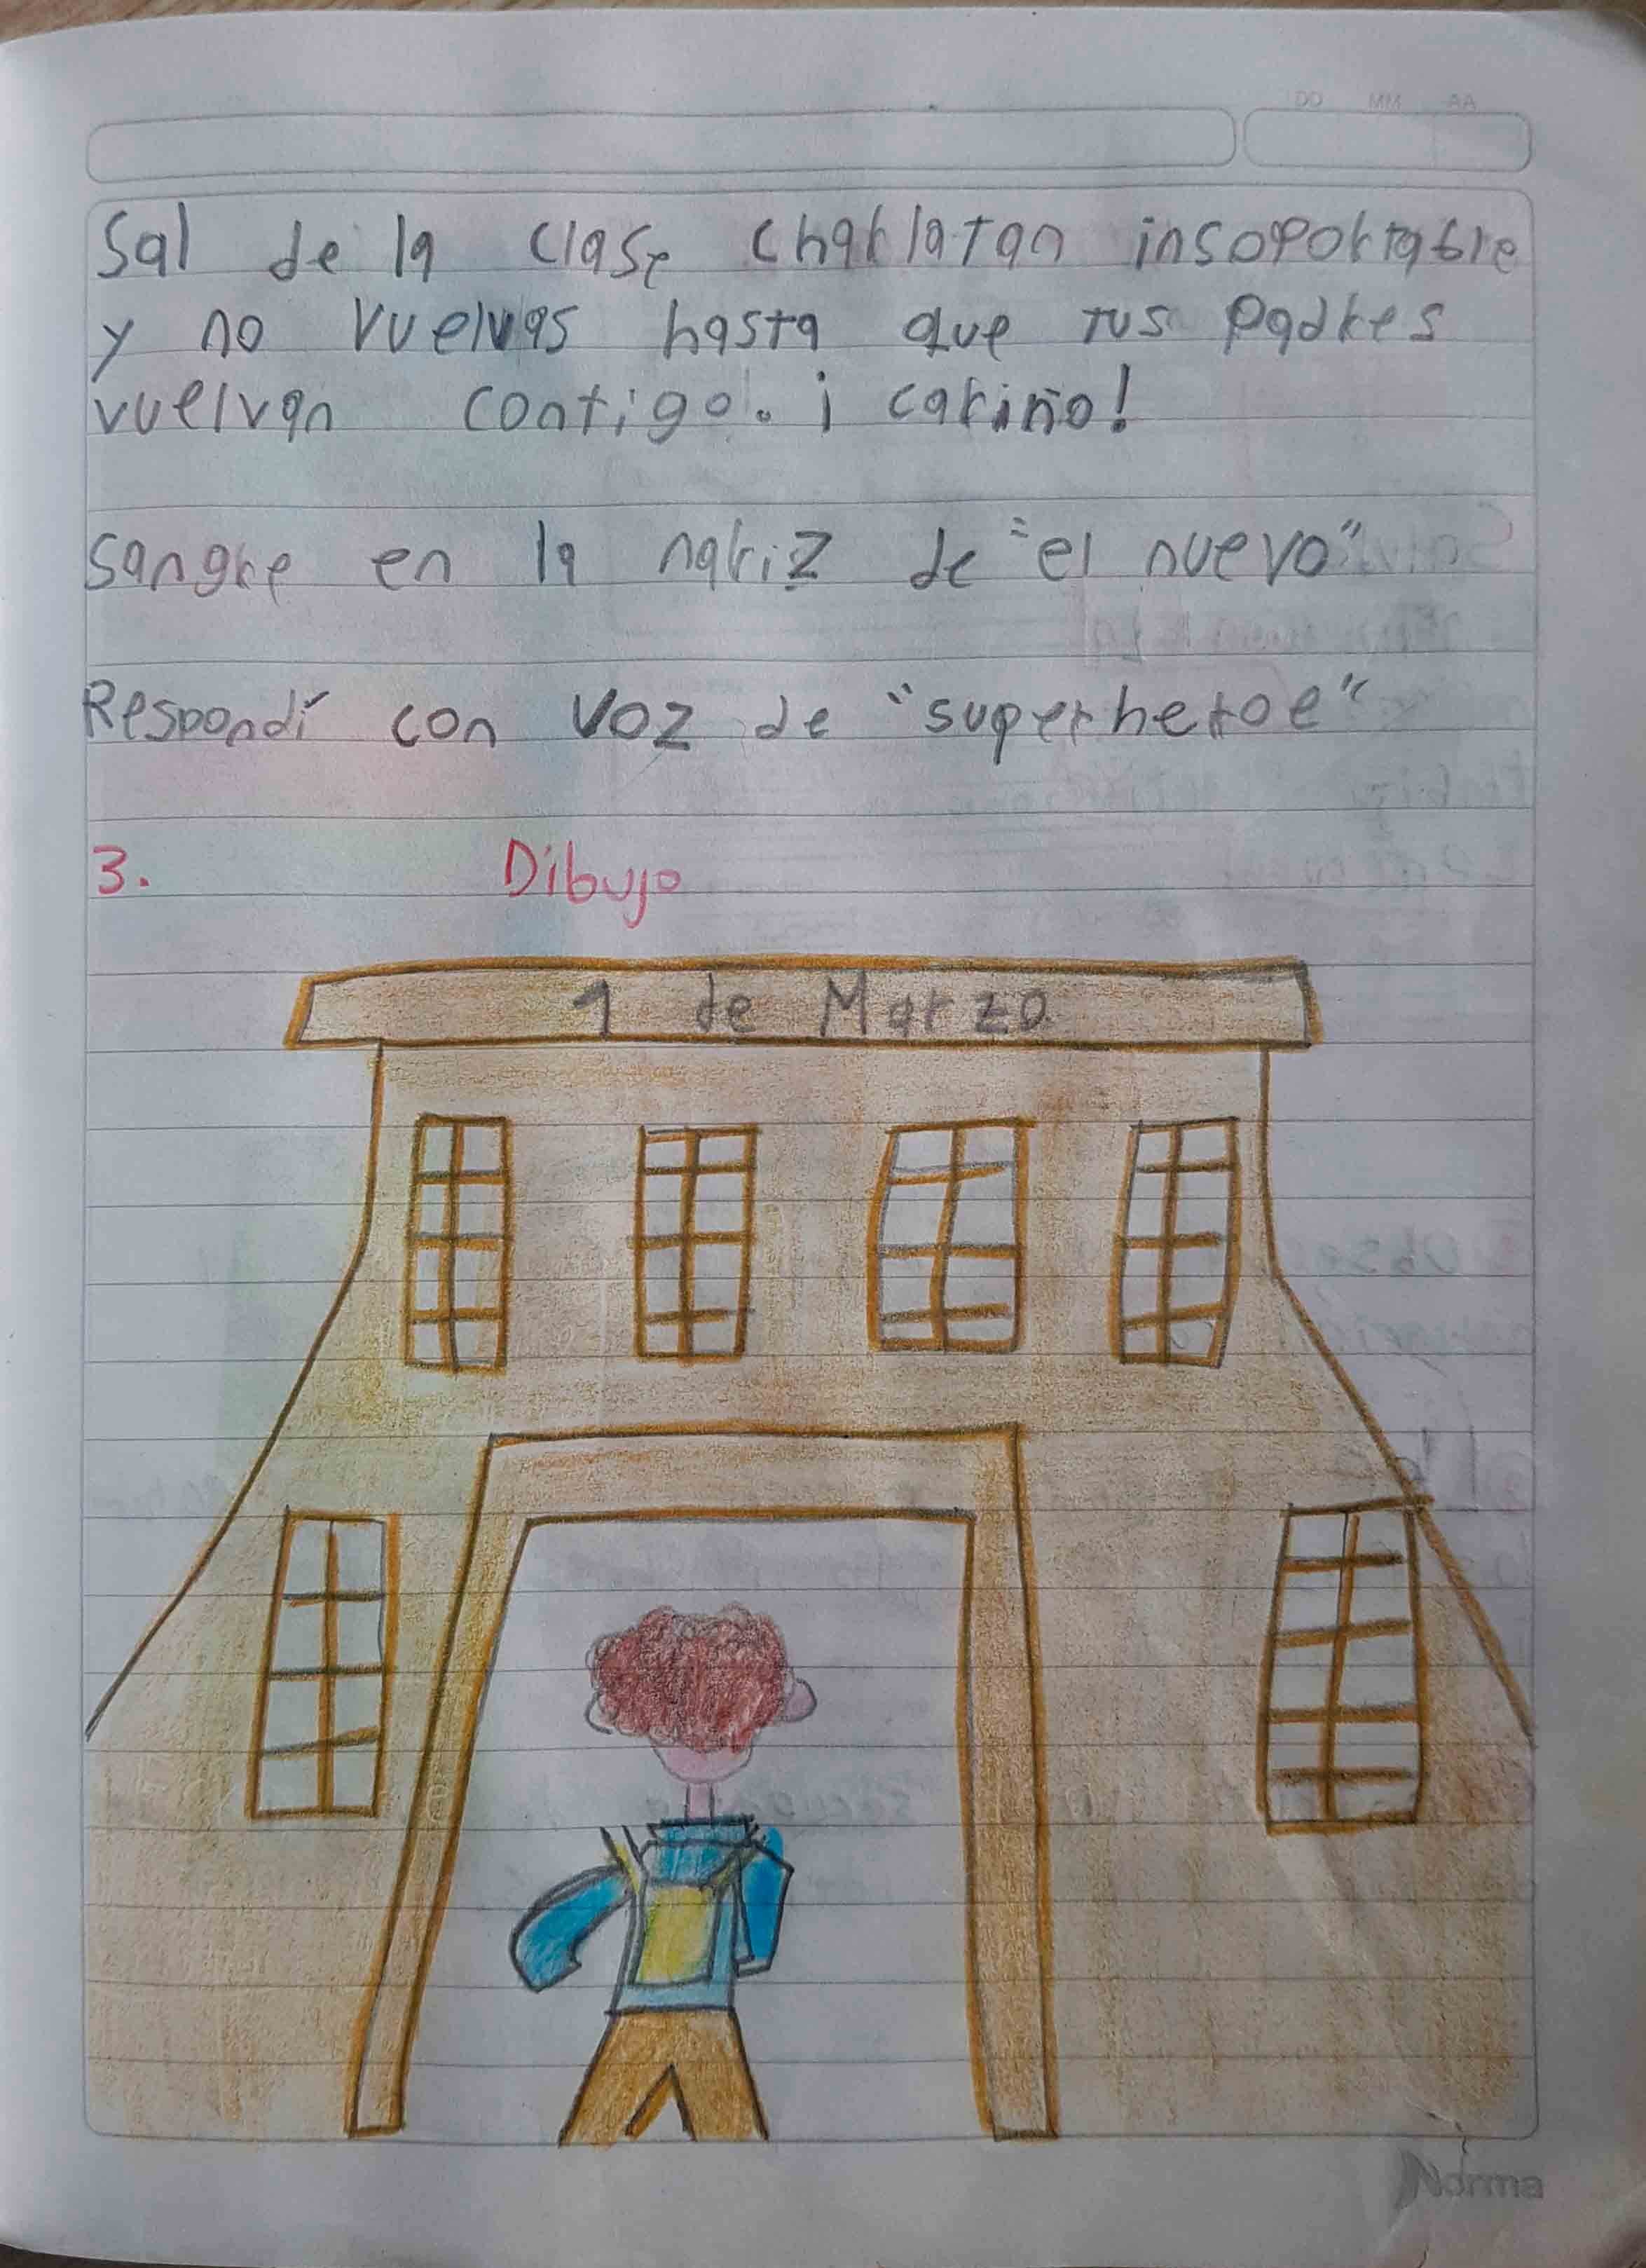 DD MM AA
Sal de la clase charlatan insoportable
y no vuelvas hasta que tus padres
vuelvan contigo. ¡ cariño!
Sangre en la nariz de "el nuevo"
Respondí con voz de "superheroe"
3. Dibujo
1 de Marzo
Norma